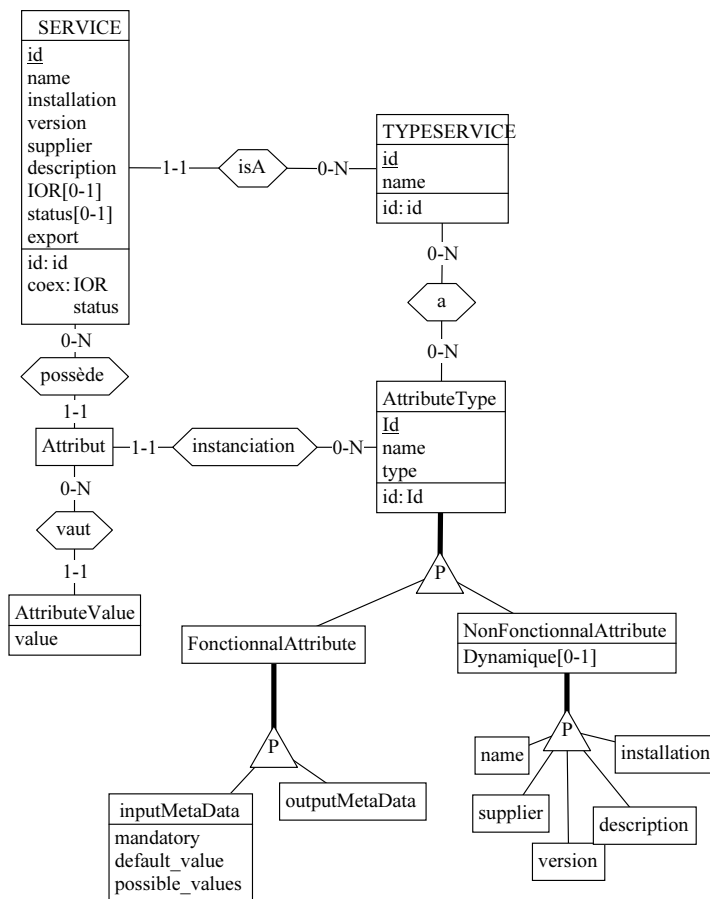 SERVICE
id
name
installation
version
supplier
description
IOR[0-1]
status[0-1]
export
id: id
coex: IOR
status
1-1
isA
0-N
TYPESERVICE
id
name
id: id
0-N
a
0-N
0-N
possède
1-1
Attribut
1-1
instanciation
0-N
AttributeType
Id
name
type
id: Id
0-N
vaut
1-1
AttributeValue
value
P
FonctionnalAttribute
NonFonctionnalAttribute
Dynamique[0-1]
P
inputMetaData
mandatory
default_value
possible_values
outputMetaData
P
name
installation
supplier
description
version